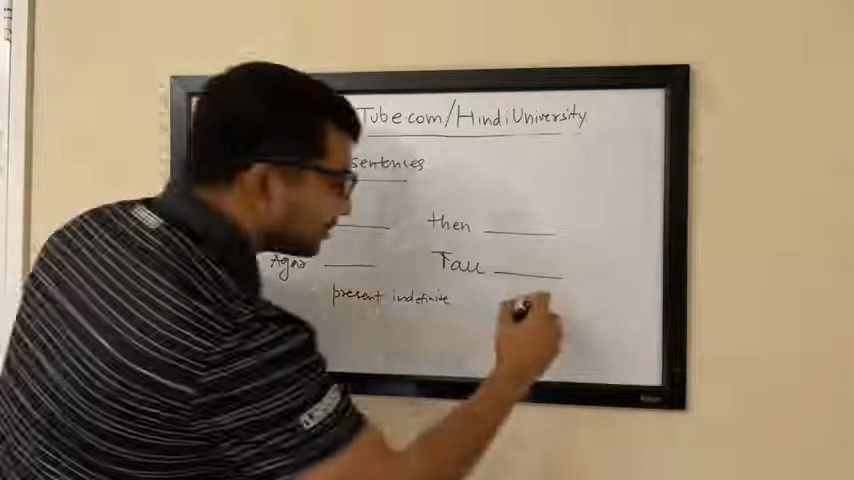 Tube.com/HindiUniversity
sentences
then
Agar Tau
present indefinite